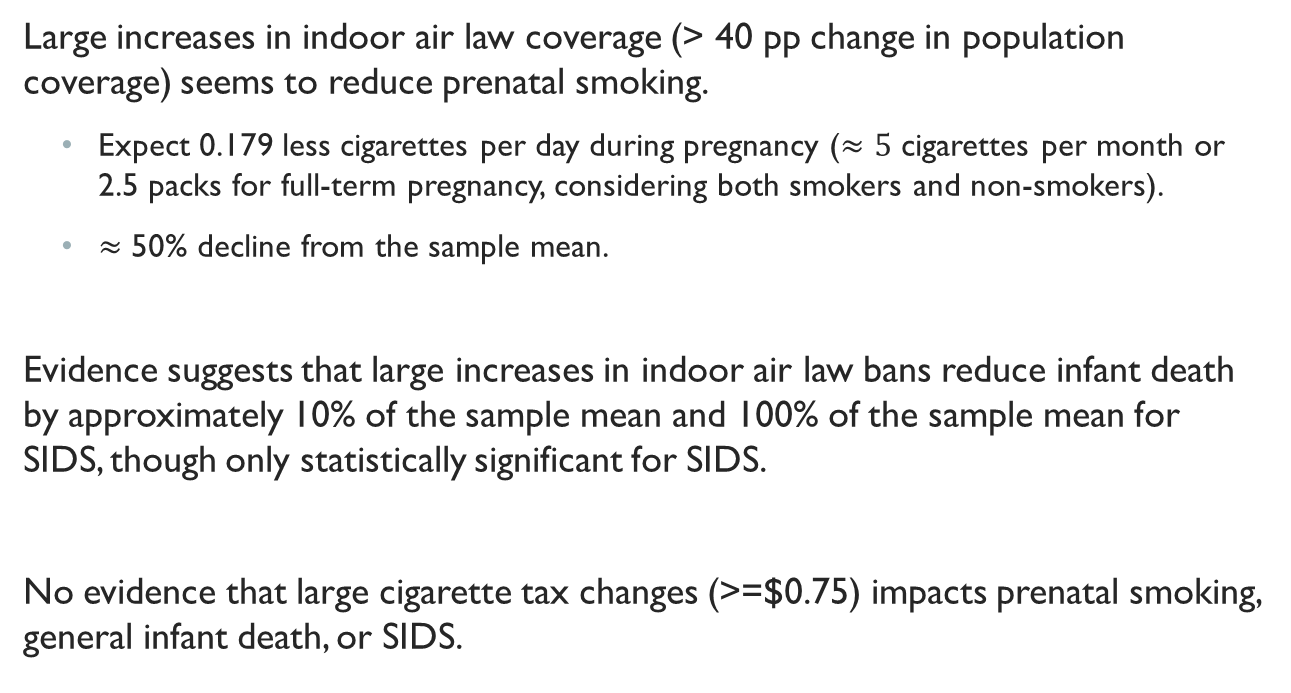 Large increases in indoor air law coverage (> 40 pp change in population
coverage) seems to reduce prenatal smoking.
• Expect 0.179 less cigarettes per day during pregnancy (≈ 5 cigarettes per month or
2.5 packs for full-term pregnancy, considering both smokers and non-smokers).
• ≈ 50% decline from the sample mean.
Evidence suggests that large increases in indoor air law bans reduce infant death
by approximately 10% of the sample mean and 100% of the sample mean for
SIDS, though only statistically significant for SIDS.
No evidence that large cigarette tax changes (>=$0.75) impacts prenatal smoking,
general infant death, or SIDS.